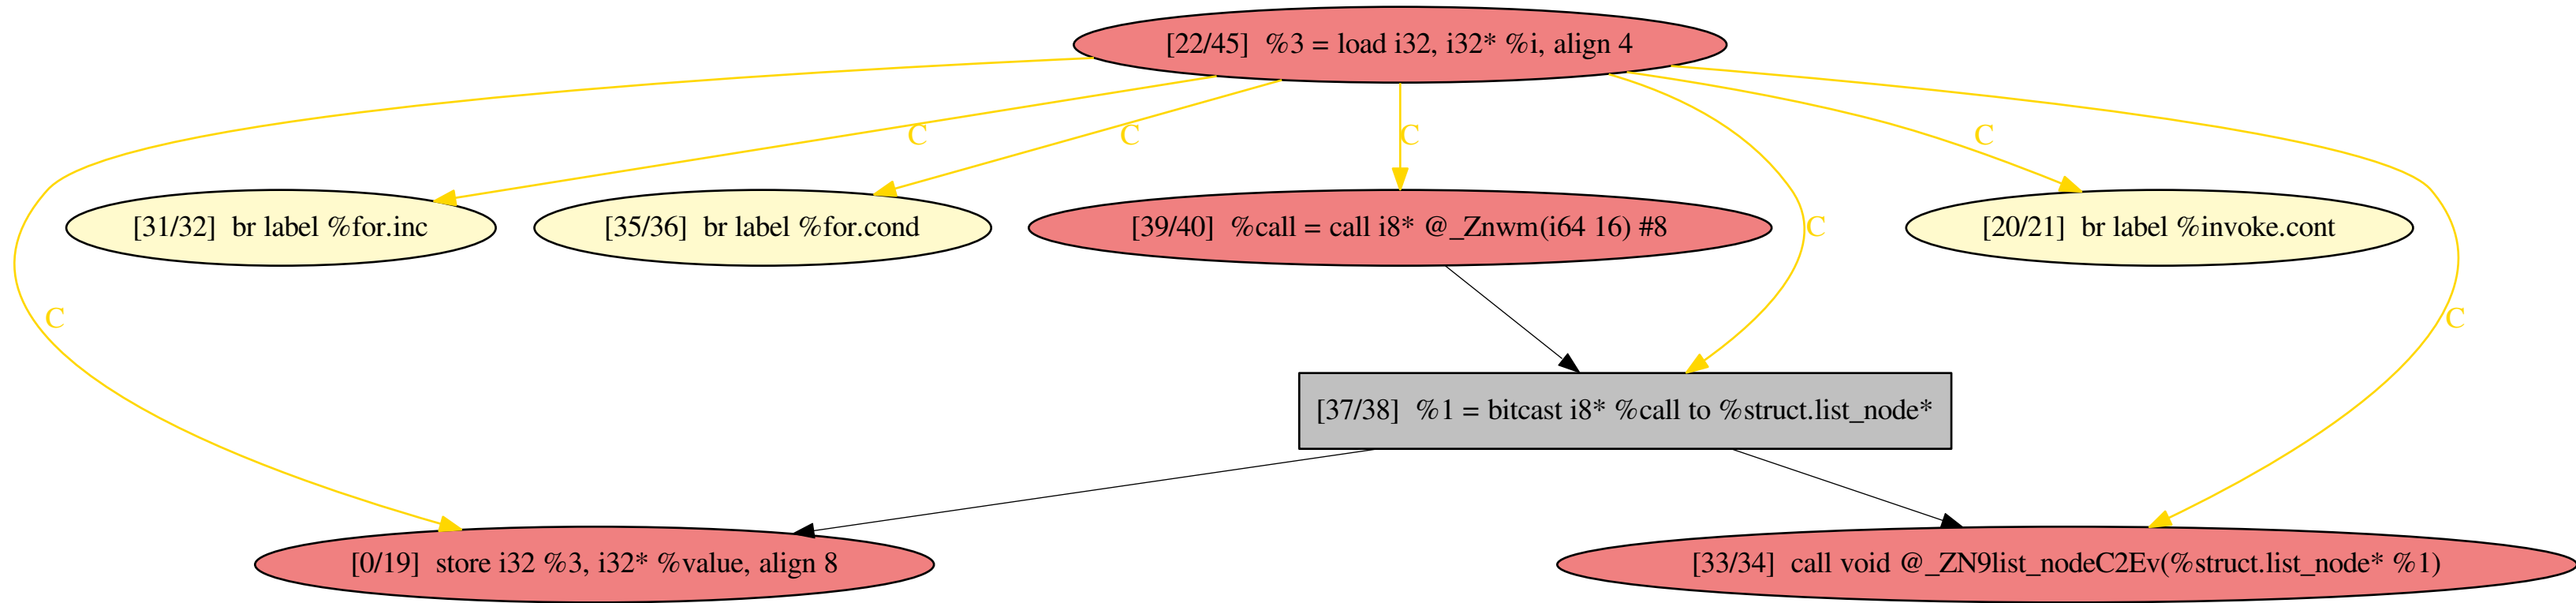 [22/45] %3 = load i32, i32* %i, align 4
C
C
C
C
[31/32] br label %for.inc
[35/36] br label %for.cond
[39/40] %call = call i8* @_Znwm(i64 16) #8
C
[20/21] br label %invoke.cont
C
C
[37/38] %1 = bitcast i8* %call to %struct.list_node*
[0/19] store i32 %3, i32* %value, align 8
[33/34] call void @_ZN9list_nodeC2Ev(%struct.list_node* %1)